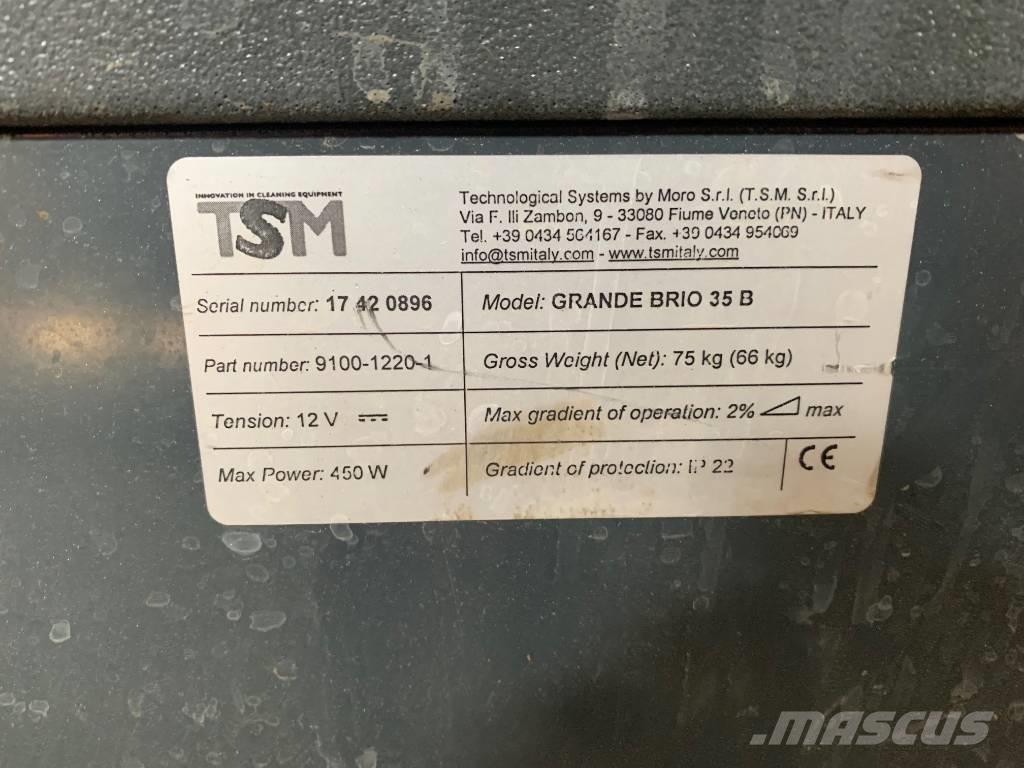 INNOVATION IN CLEANING EQUIPMENT
TSM
Technological Systems by Moro S.r.l. (T.S.M. S.r.l.)
Via F. lli Zambon, 9 - 33080 Fiume Veneto (PN) - ITALY
Tel. +39 0434 564167 - Fax. +39 0434 954069
info@tsmitaly.com - www.tsmitaly.com
Serial number: 17 42 0896
Model: GRANDE BRIO 35 B
Part number: 9100-1220-1
Gross Weight (Net): 75 kg (66 kg)
Tension: 12 V
Max gradient of operation: 2% max
Max Power: 450 W
Gradient of protection: IP 22
CE
MASCUS